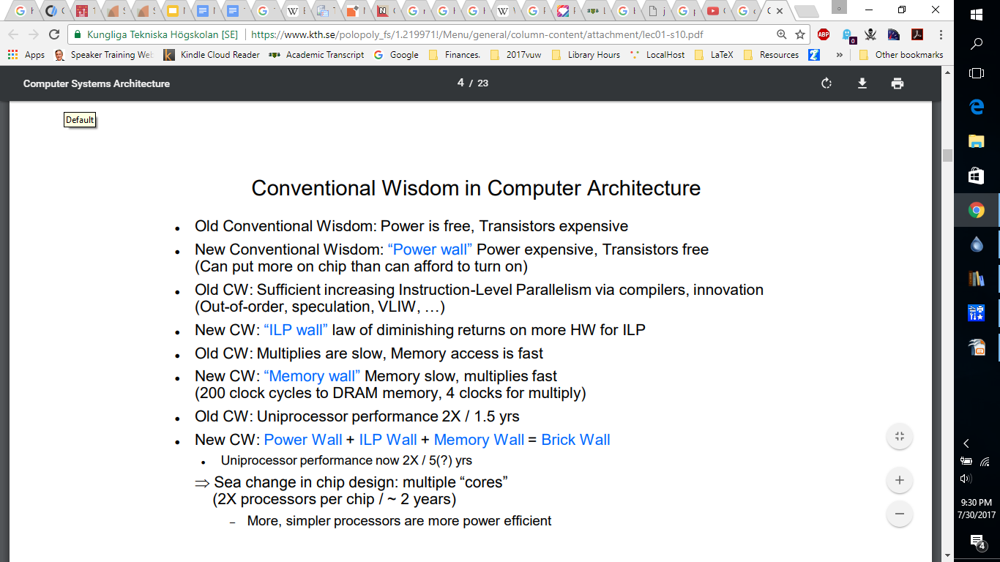 Kungliga Tekniska Högskolan [SE] | https://www.kth.se/polopoly_fs/1.219971!/Menu/general/column-content/attachment/lec01-s10.pdf
ABP
0
Apps Speaker Training Web Kindle Cloud Reader Academic Transcript Google Finances. 2017vuw Library Hours LocalHost LaTeX Resources » Other bookmarks
Computer Systems Architecture 4 / 23
Default
Conventional Wisdom in Computer Architecture
• Old Conventional Wisdom: Power is free, Transistors expensive
• New Conventional Wisdom: “Power wall” Power expensive, Transistors free
(Can put more on chip than can afford to turn on)
• Old CW: Sufficient increasing Instruction-Level Parallelism via compilers, innovation
(Out-of-order, speculation, VLIW, …)
• New CW: “ILP wall” law of diminishing returns on more HW for ILP
• Old CW: Multiplies are slow, Memory access is fast
• New CW: “Memory wall” Memory slow, multiplies fast
(200 clock cycles to DRAM memory, 4 clocks for multiply)
• Old CW: Uniprocessor performance 2X / 1.5 yrs
• New CW: Power Wall + ILP Wall + Memory Wall = Brick Wall
• Uniprocessor performance now 2X / 5(?) yrs
⇒ Sea change in chip design: multiple “cores”
(2X processors per chip / ~ 2 years)
– More, simpler processors are more power efficient
9:30 PM
7/30/2017
4